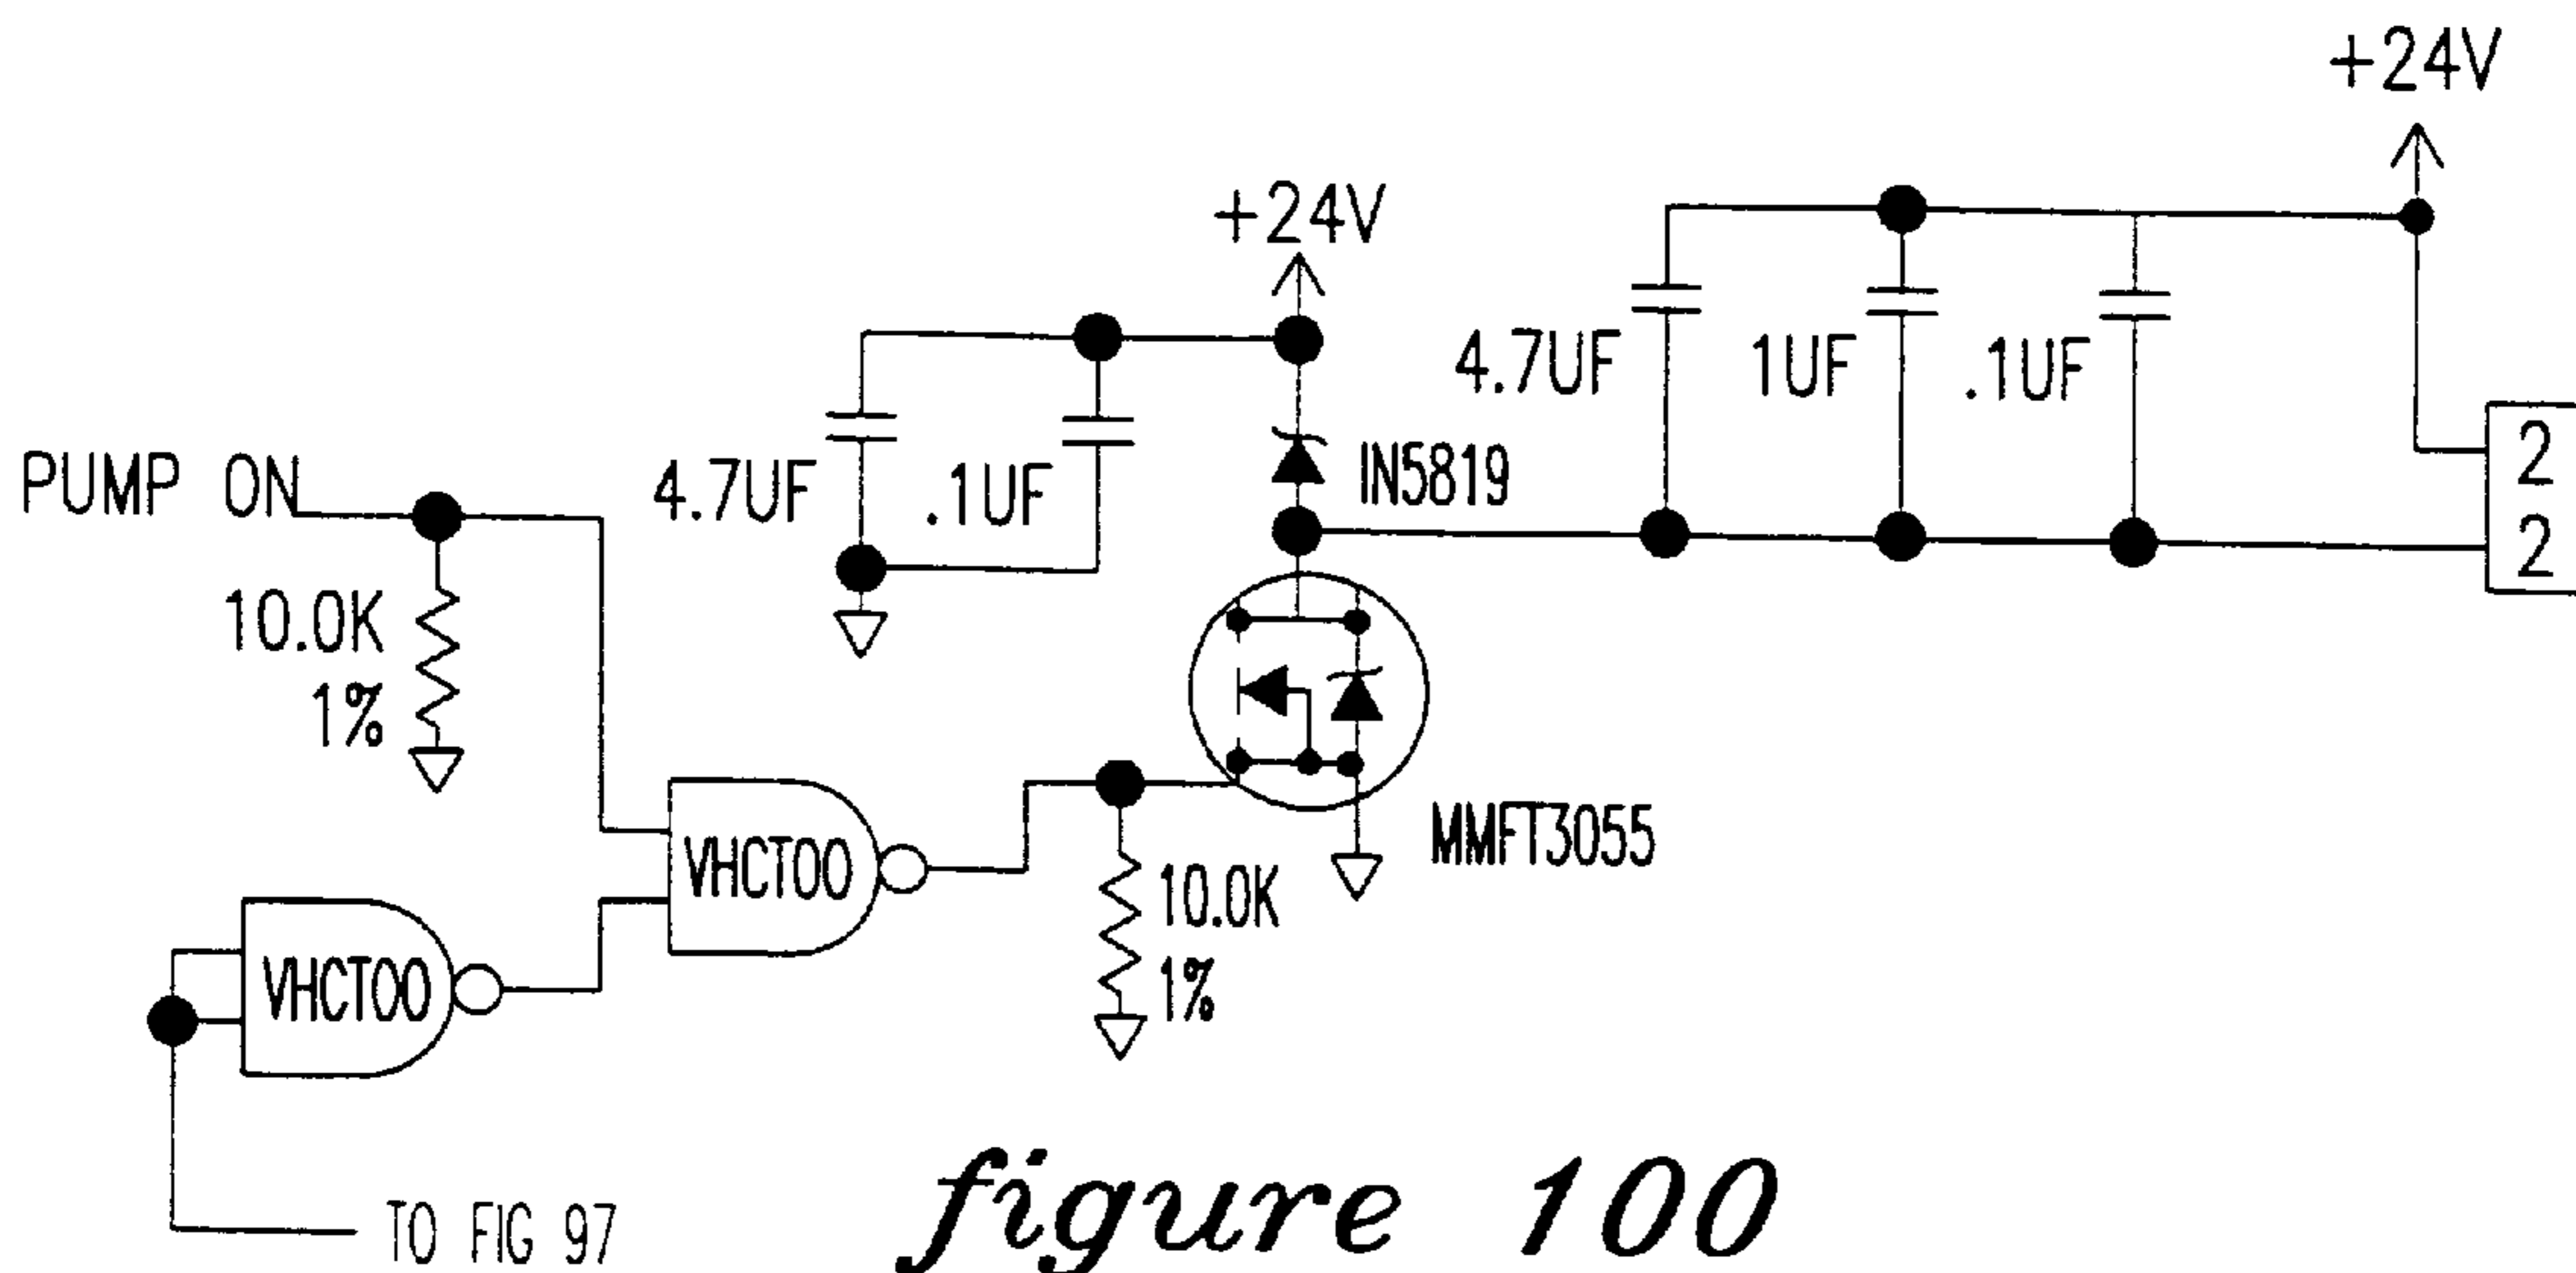 +24V
+24V
4.7UF
1UF
.1UF
2
2
PUMP ON
4.7UF
.1UF
IN5819
10.0K
1%
VHCT00
MMFT3055
10.0K
1%
VHCT00
TO FIG 97
figure 100